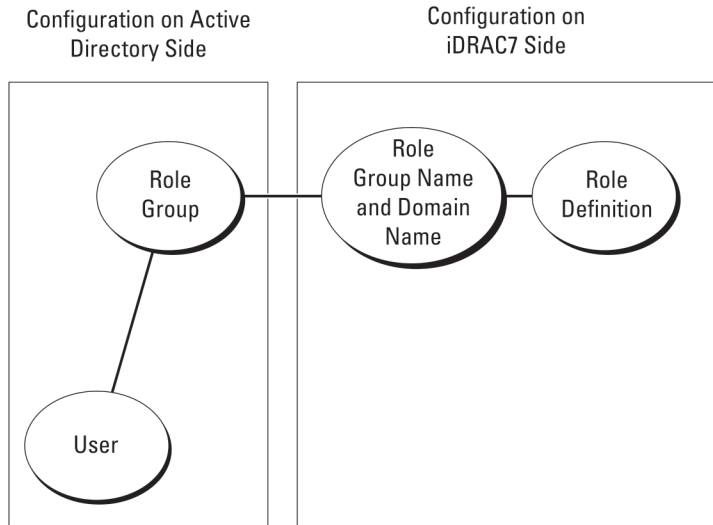 Configuration on Active
Directory Side
Configuration on
iDRAC7 Side
Role
Group
Role
Group Name
and Domain
Name
Role
Definition
User